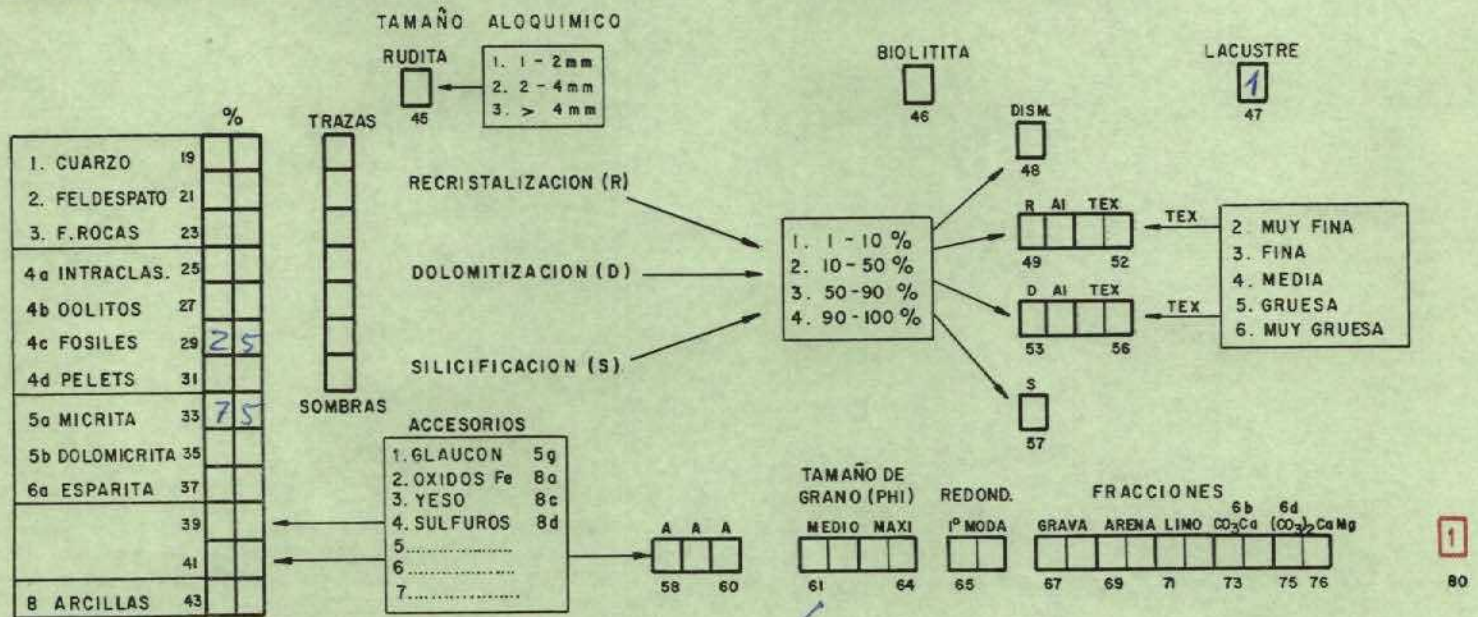 TAMAÑO ALOQUIMICO
RUDITA
45
1. 1 - 2 mm
2. 2 - 4 mm
3. > 4 mm
BIOLITITA
46
LACUSTRE
1
47
%
1. CUARZO 19
2. FELDESPATO 21
3. F.ROCAS 23
4a INTRACLAS. 25
4b OOLITOS 27
4c FOSILES 29 2 5
4d PELETS 31
5a MICRITA 33 7 5
5b DOLOMICRITA 35
6a ESPARITA 37
39
41
8 ARCILLAS 43
TRAZAS
SOMBRAS
RECRISTALIZACION (R)
DOLOMITIZACION (D)
SILICIFICACION (S)
1. 1 - 10 %
2. 10 - 50 %
3. 50-90 %
4. 90-100 %
DISM.
48
R AI TEX
49 52
D AI TEX
53 56
S
57
TEX
TEX
2. MUY FINA
3. FINA
4. MEDIA
5. GRUESA
6. MUY GRUESA
ACCESORIOS
1. GLAUCON 5g
2. OXIDOS Fe 8a
3. YESO 8c
4. SULFUROS 8d
5..............
6..............
7..............
A A A
58 60
TAMAÑO DE
GRANO (PHI)
MEDIO MAXI
61 64
REDOND.
1º MODA
65
FRACCIONES
6b 6d
GRAVA ARENA LIMO CO₃Ca (CO₃)₂CaMg
67 69 71 73 75 76
1
80